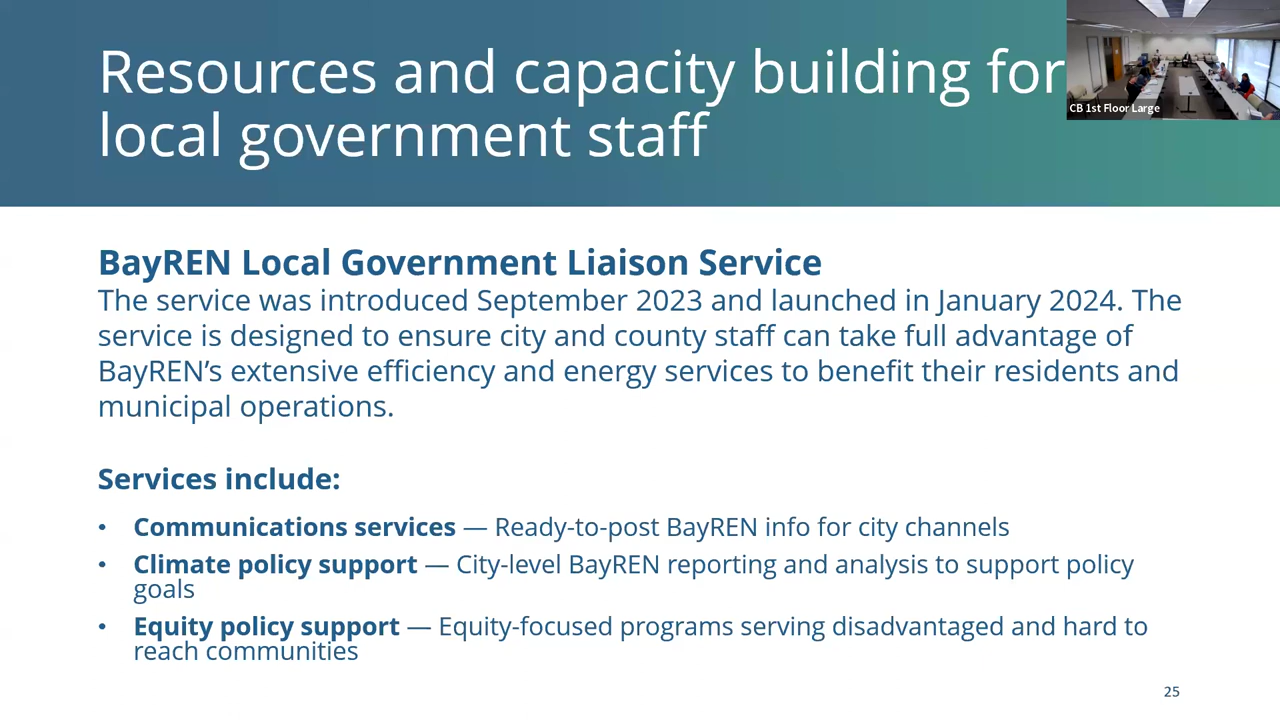 Resources and capacity building for
local government staff
CB 1st Floor Large
BayREN Local Government Liaison Service
The service was introduced September 2023 and launched in January 2024. The
service is designed to ensure city and county staff can take full advantage of
BayREN’s extensive efficiency and energy services to benefit their residents and
municipal operations.
Services include:
• Communications services — Ready-to-post BayREN info for city channels
• Climate policy support — City-level BayREN reporting and analysis to support policy
goals
• Equity policy support — Equity-focused programs serving disadvantaged and hard to
reach communities
25